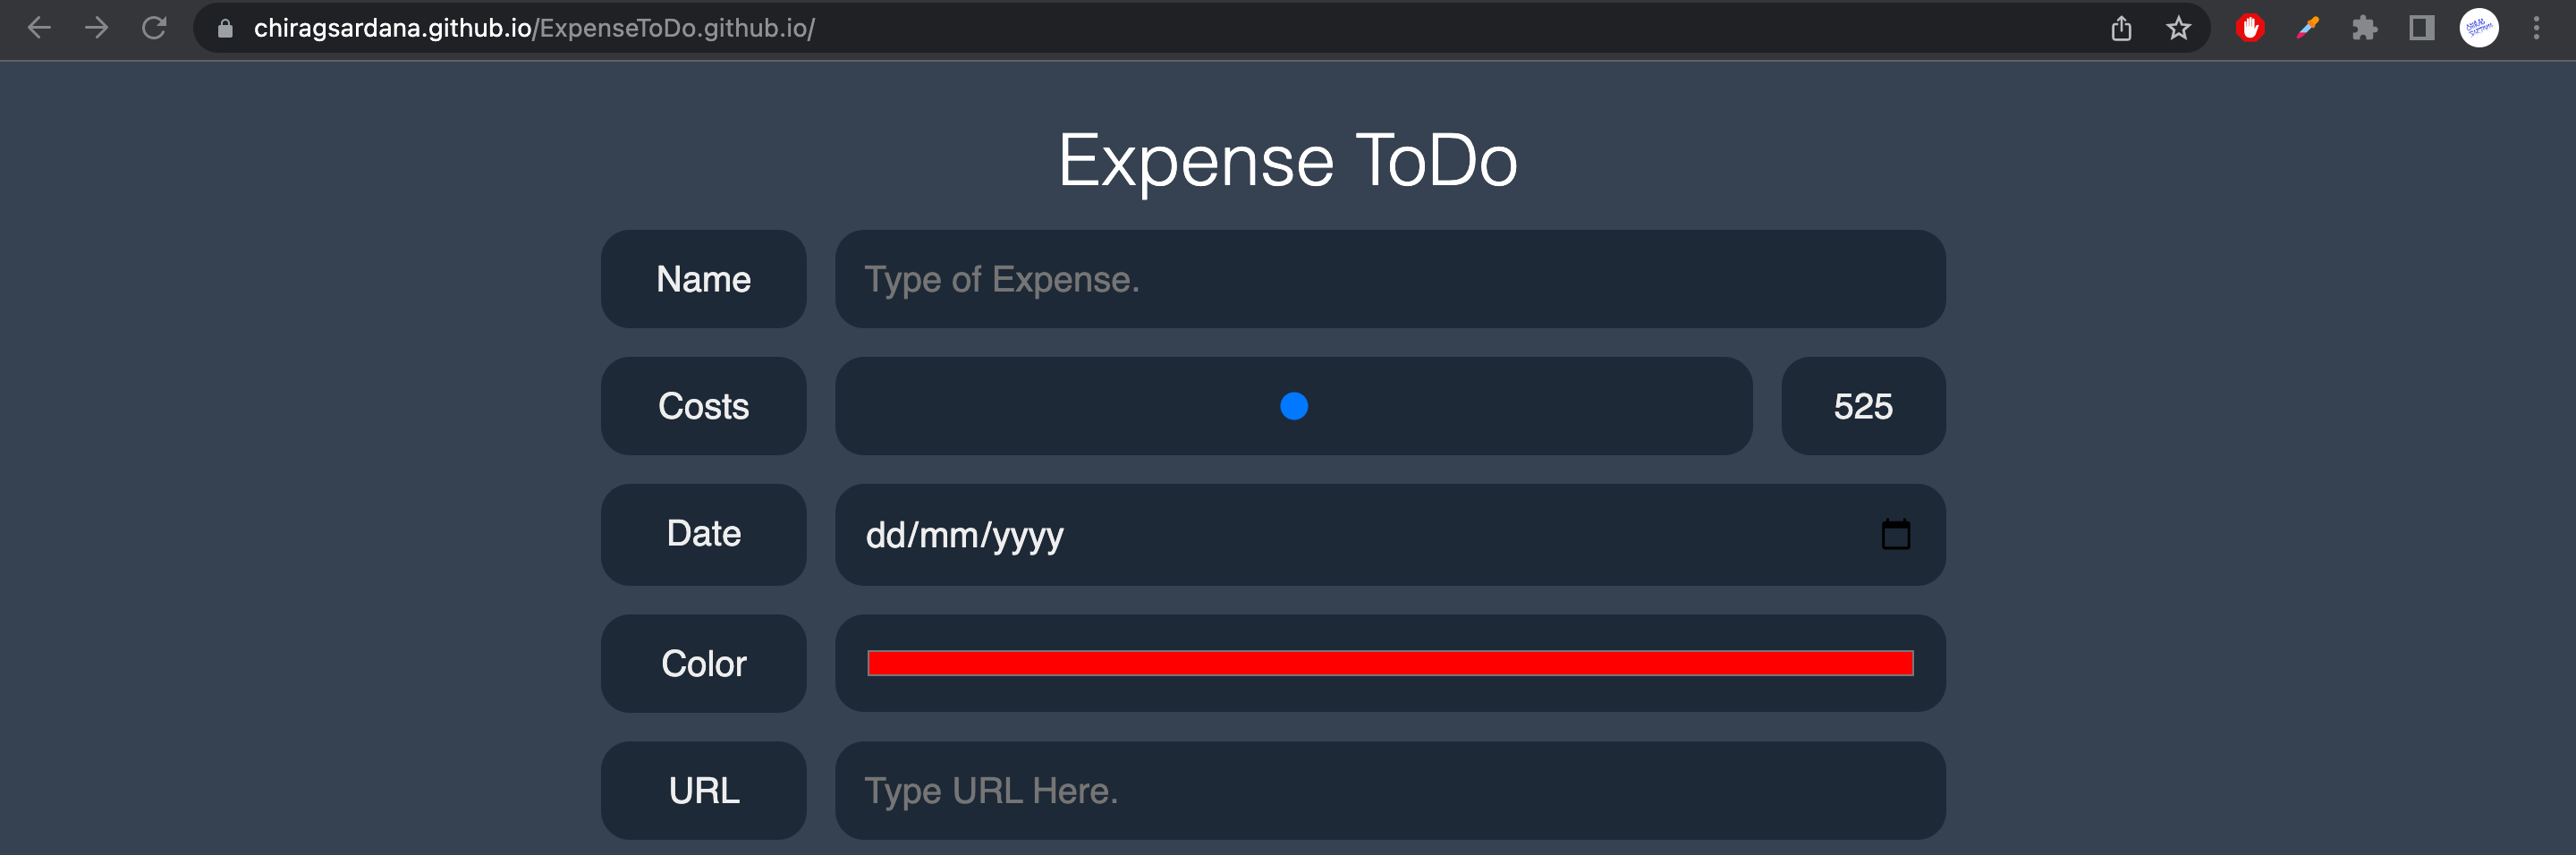 chiragsardana.github.io/ExpenseToDo.github.io/
Expense ToDo
Name
Type of Expense.
Costs
525
Date
dd/mm/yyyy
Color
URL
Type URL Here.